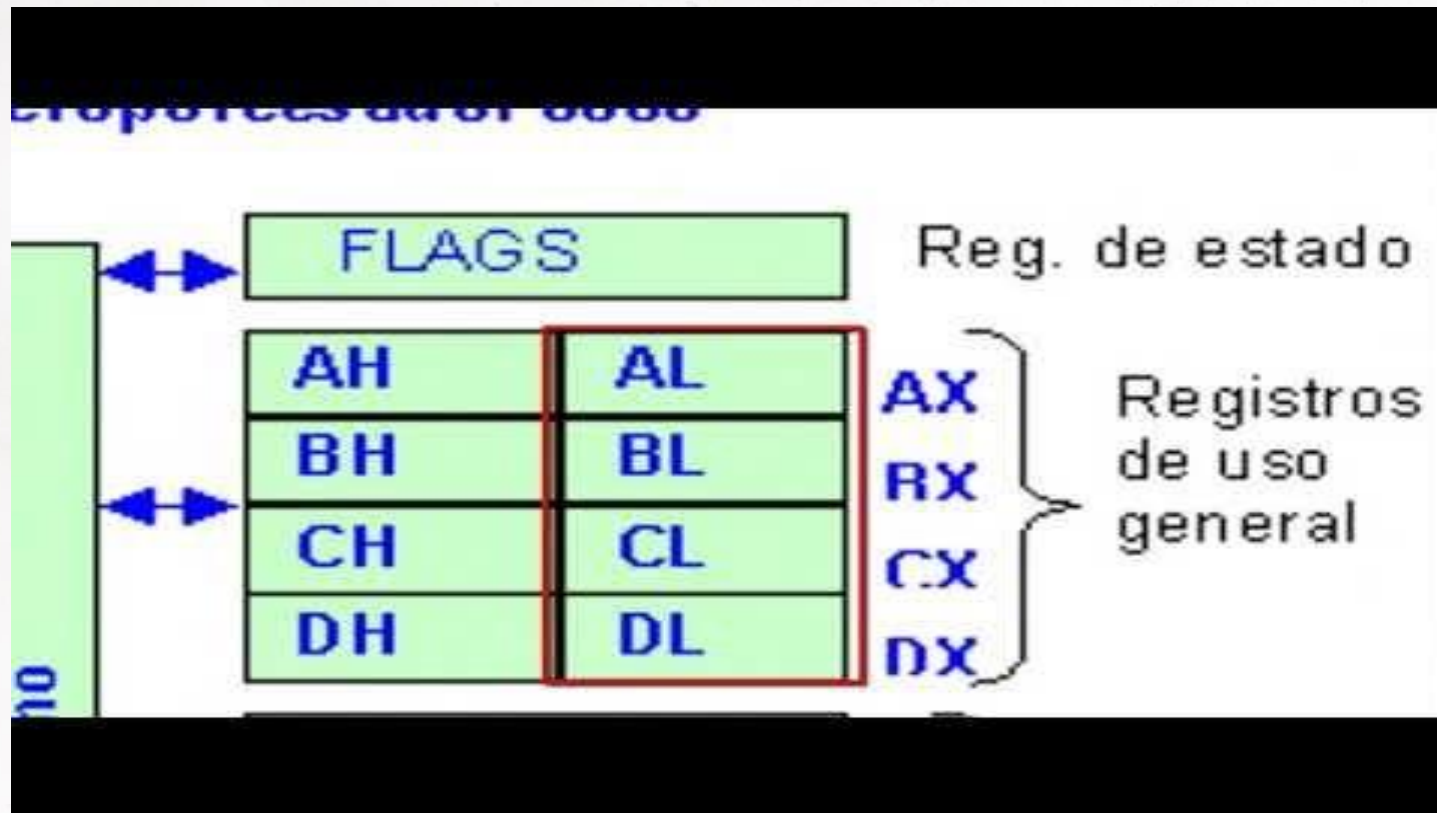 FLAGS
Reg. de estado
AH AL AX
BH BL BX
CH CL CX
DH DL DX
Registros
de uso
general